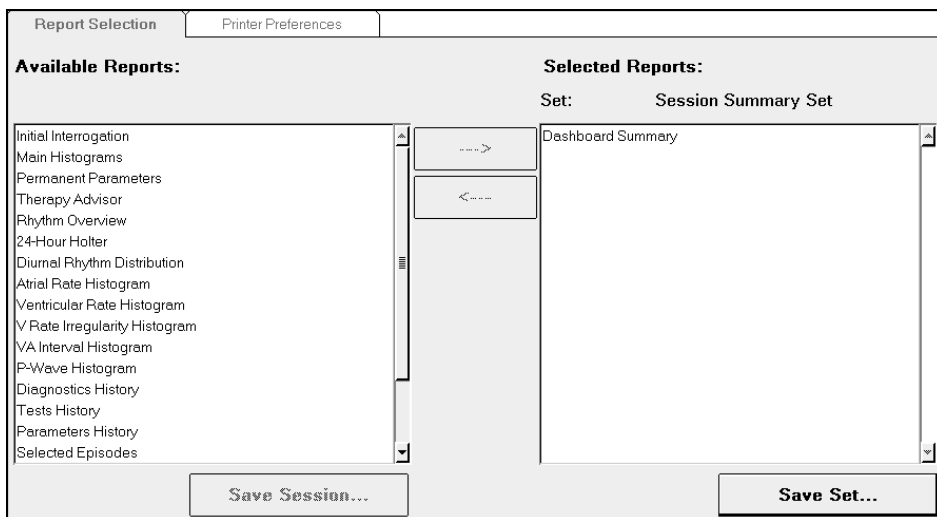 Report Selection
Printer Preferences
Available Reports:
Selected Reports:
Set: Session Summary Set
Initial Interrogation
Main Histograms
Permanent Parameters
Therapy Advisor
Rhythm Overview
24-Hour Holter
Diurnal Rhythm Distribution
Atrial Rate Histogram
Ventricular Rate Histogram
V Rate Irregularity Histogram
VA Interval Histogram
P-Wave Histogram
Diagnostics History
Tests History
Parameters History
Selected Episodes
---->
<----
Dashboard Summary
Save Session...
Save Set...